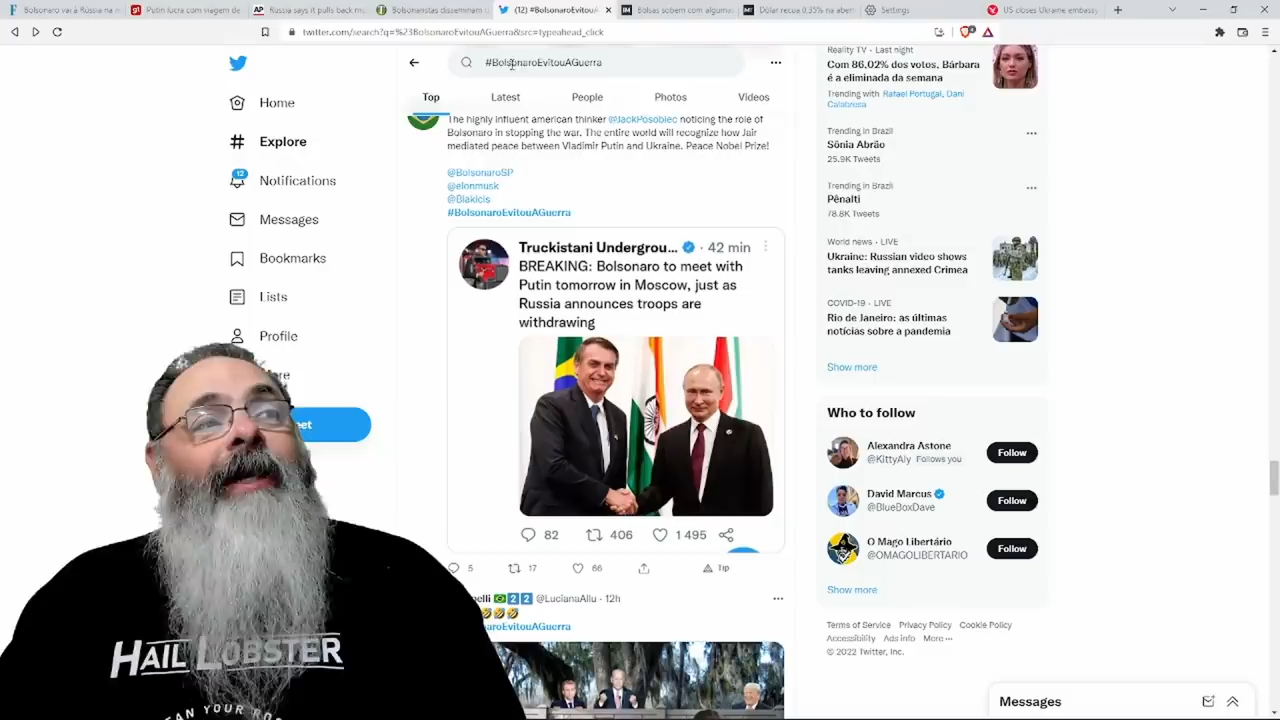 Bolsonaro vai à Rússia na m
Putin lucra com viagem de
Russia says it pulls back mi
Bolsonaristas disseminam
(12) #BolsonaroEvitouA
Bolsas sobem com algumas
Dólar recua 0,35% na aber
Settings
US closes Ukraine embassy
twitter.com/search?q=%23BolsonaroEvitouAGuerra&src=typeahead_click
#BolsonaroEvitouAGuerra
Top
Latest
People
Photos
Videos
Home
Explore
12
Notifications
Messages
Bookmarks
Lists
Profile
The highly influent american thinker @JackPosobiec noticing the role of
Bolsonaro in stopping the war. The entire world will recognize how Jair
mediated peace between Vladimir Putin and Ukraine. Peace Nobel Prize!
@BolsonaroSP
@elonmusk
@Biakicis
#BolsonaroEvitouAGuerra
Truckistani Undergrou... · 42 min
BREAKING: Bolsonaro to meet with
Putin tomorrow in Moscow, just as
Russia announces troops are
withdrawing
82 406 1 495
5 17 66 Tip
@LucianaAllu · 12h
Reality TV · Last night
Com 86,02% dos votos, Bárbara
é a eliminada da semana
Trending with Rafael Portugal, Dani
Calabresa
Trending in Brazil
Sônia Abrão
25.9K Tweets
Trending in Brazil
Pênalti
78.8K Tweets
World news · LIVE
Ukraine: Russian video shows
tanks leaving annexed Crimea
COVID-19 · LIVE
Rio de Janeiro: as últimas
notícias sobre a pandemia
Show more
Who to follow
Alexandra Astone
@KittyAly Follows you
Follow
David Marcus
@BlueBoxDave
Follow
O Mago Libertário
@OMAGOLIBERTARIO
Follow
Show more
Terms of Service Privacy Policy Cookie Policy
Accessibility Ads info More ···
© 2022 Twitter, Inc.
Messages
HAIL LOBSTER